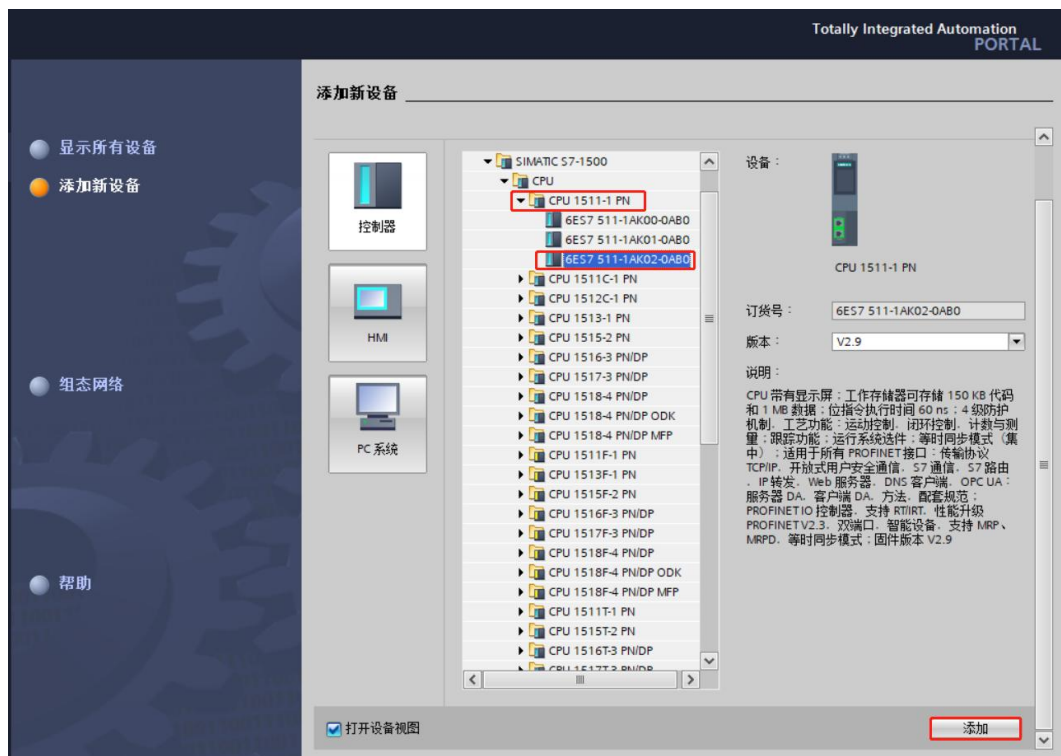 Totally Integrated Automation
PORTAL
添加新设备
显示所有设备
添加新设备
组态网络
帮助
控制器
HMI
PC 系统
SIMATIC S7-1500
CPU
CPU 1511-1 PN
6ES7 511-1AK00-0AB0
6ES7 511-1AK01-0AB0
6ES7 511-1AK02-0AB0
CPU 1511C-1 PN
CPU 1512C-1 PN
CPU 1513-1 PN
CPU 1515-2 PN
CPU 1516-3 PN/DP
CPU 1517-3 PN/DP
CPU 1518-4 PN/DP
CPU 1518-4 PN/DP ODK
CPU 1518-4 PN/DP MFP
CPU 1511F-1 PN
CPU 1513F-1 PN
CPU 1515F-2 PN
CPU 1516F-3 PN/DP
CPU 1517F-3 PN/DP
CPU 1518F-4 PN/DP
CPU 1518F-4 PN/DP ODK
CPU 1518F-4 PN/DP MFP
CPU 1511T-1 PN
CPU 1515T-2 PN
CPU 1516T-3 PN/DP
CPU 1517T-3 PN/DP
设备：
CPU 1511-1 PN
订货号：
6ES7 511-1AK02-0AB0
版本：
V2.9
说明：
CPU 带有显示屏；工作存储器可存储 150 KB 代码
和 1 MB 数据；位指令执行时间 60 ns；4 级防护
机制、工艺功能：运动控制、闭环控制、计数与测
量；跟踪功能；运行系统选件；等时同步模式（集
中）；适用于所有 PROFINET 接口：传输协议
TCP/IP、开放式用户安全通信、S7 通信、S7 路由
、IP 转发、Web 服务器、DNS 客户端、OPC UA：
服务器 DA、客户端 DA、方法、配套规范；
PROFINET IO 控制器、支持 RT/IRT、性能升级
PROFINET V2.3、双端口、智能设备、支持 MRP、
MRPD、等时同步模式；固件版本 V2.9
打开设备视图
添加